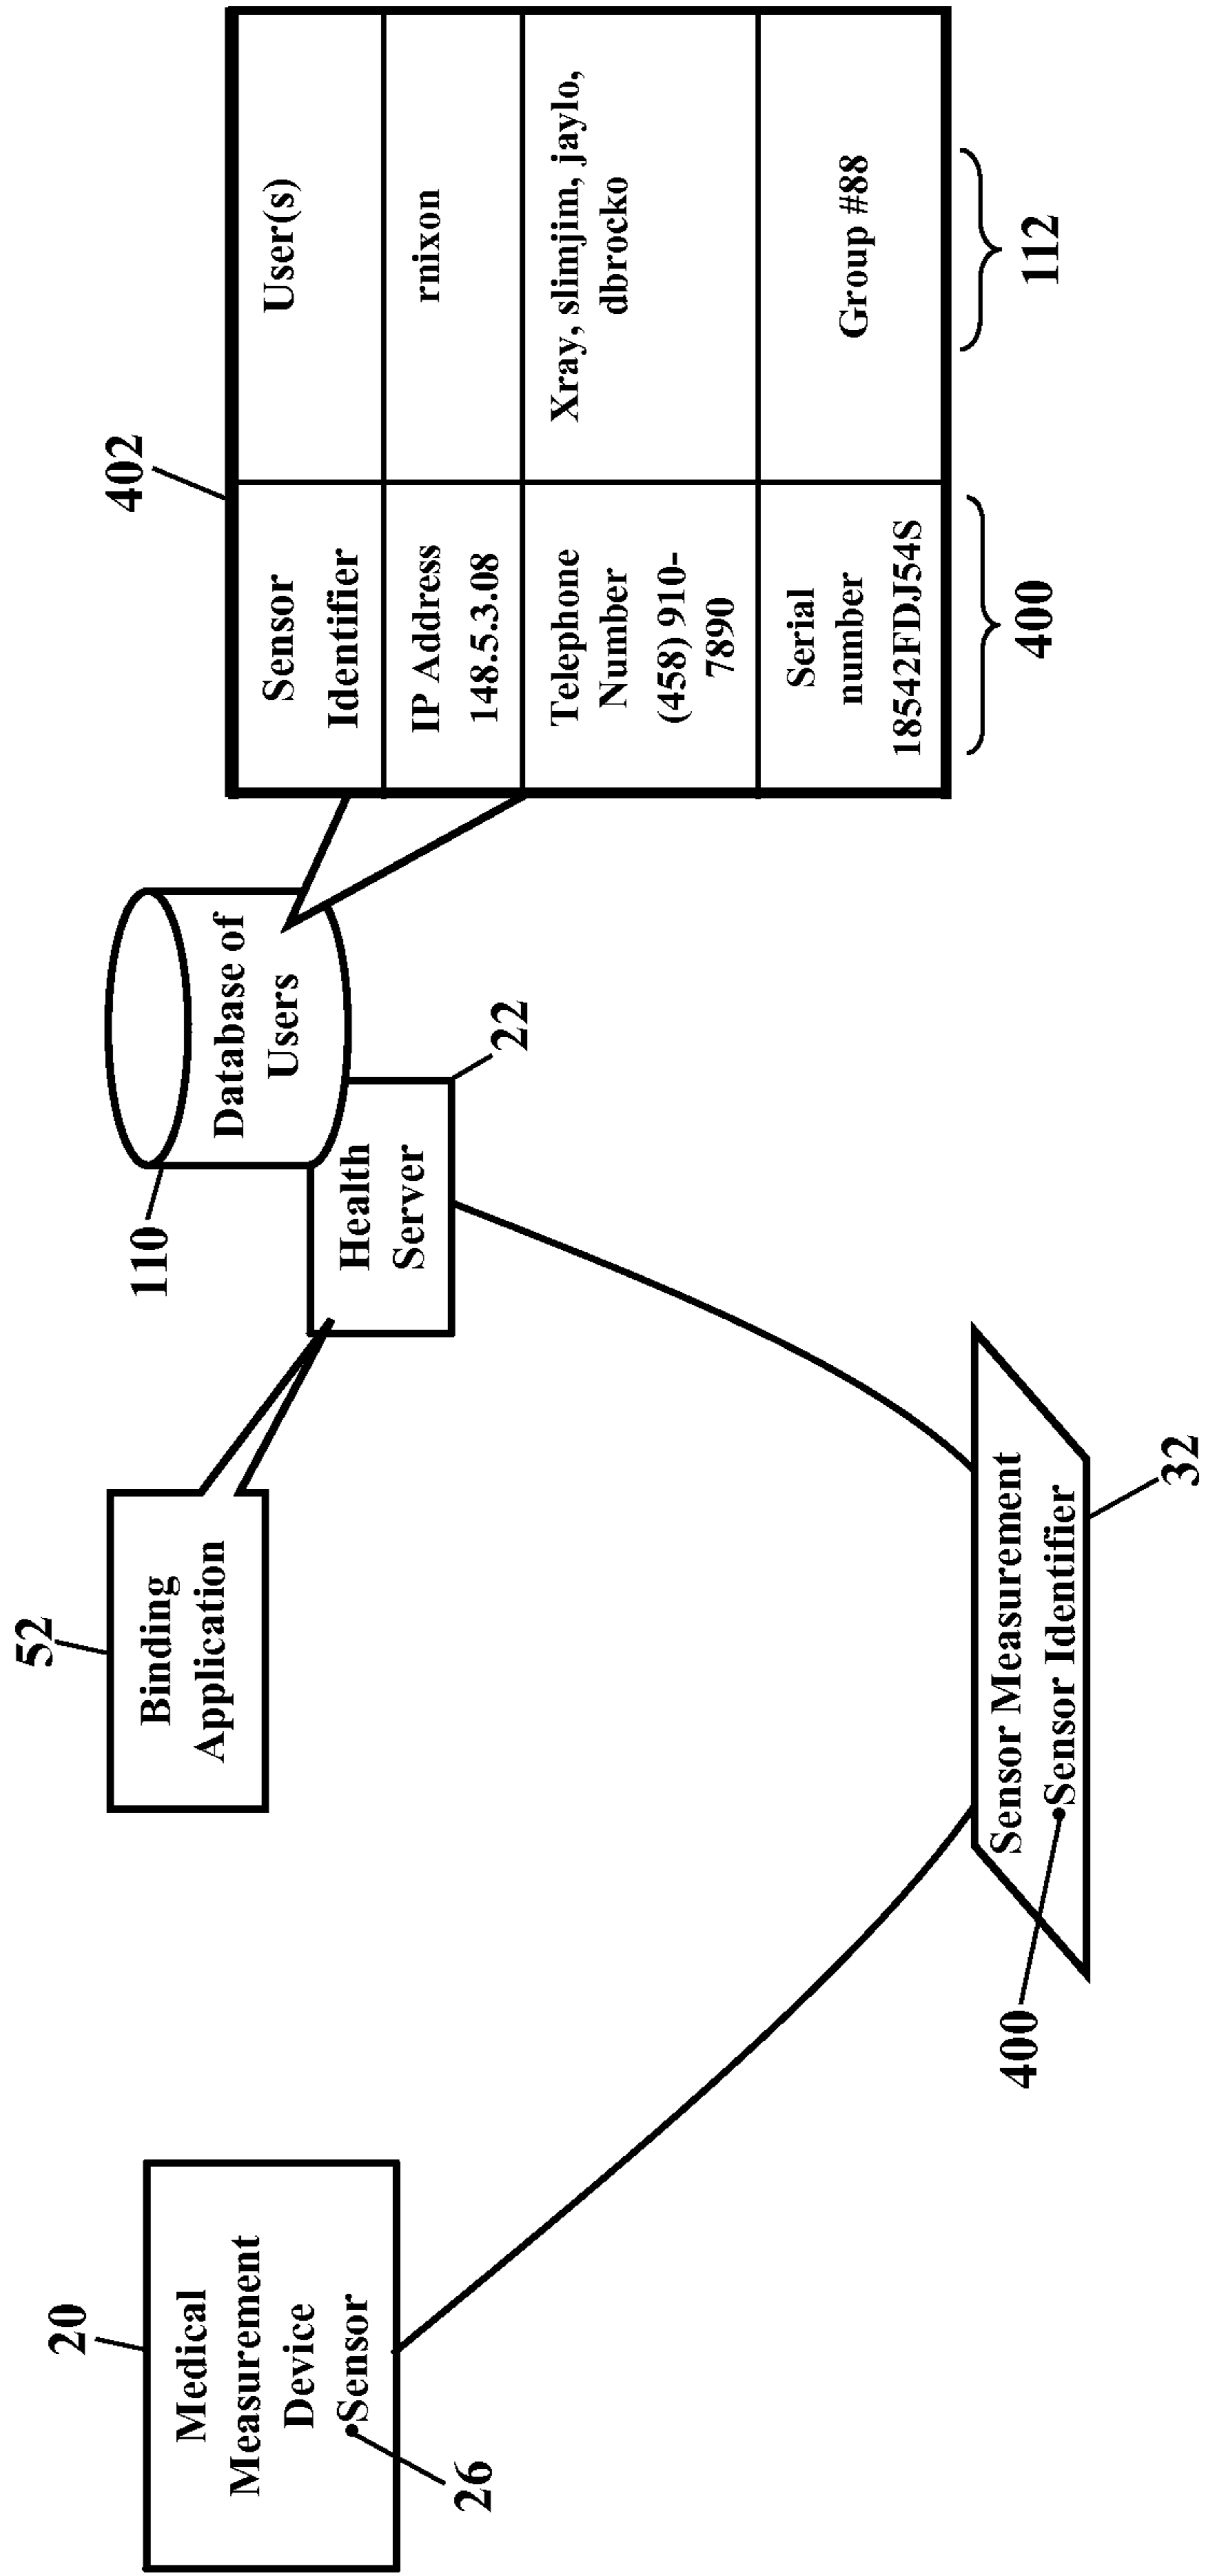 20
Medical
Measurement
Device
Sensor
26
52
Binding
Application
110
Database of
Users
Health
Server
22
Sensor Measurement
Sensor Identifier
400
32
402
Sensor
Identifier
User(s)
IP Address
148.5.3.08
rnixon
Telephone
Number
(458) 910-
7890
Xray, slimjim, jaylo,
dbrocko
Serial
number
18542FDJ54S
Group #88
400
112